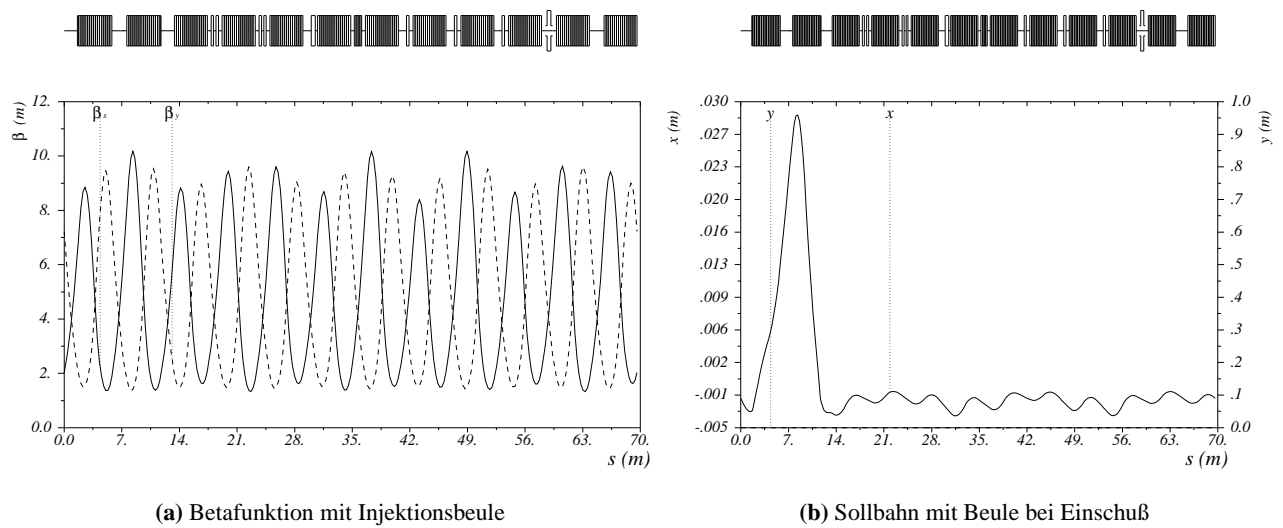 12.
10.
8.
6.
4.
2.
0.0
β (m)
βx
βy
0.0 7. 14. 21. 28. 35. 42. 49. 56. 63. 70.
s (m)
(a) Betafunktion mit Injektionsbeule
.030
.027
.023
.020
.016
.013
.009
.006
.002
-.001
-.005
x (m)
y
x
1.0
.9
.8
.7
.6
.5
.4
.3
.2
.1
0.0
y (m)
0.0 7. 14. 21. 28. 35. 42. 49. 56. 63. 70.
s (m)
(b) Sollbahn mit Beule bei Einschuß